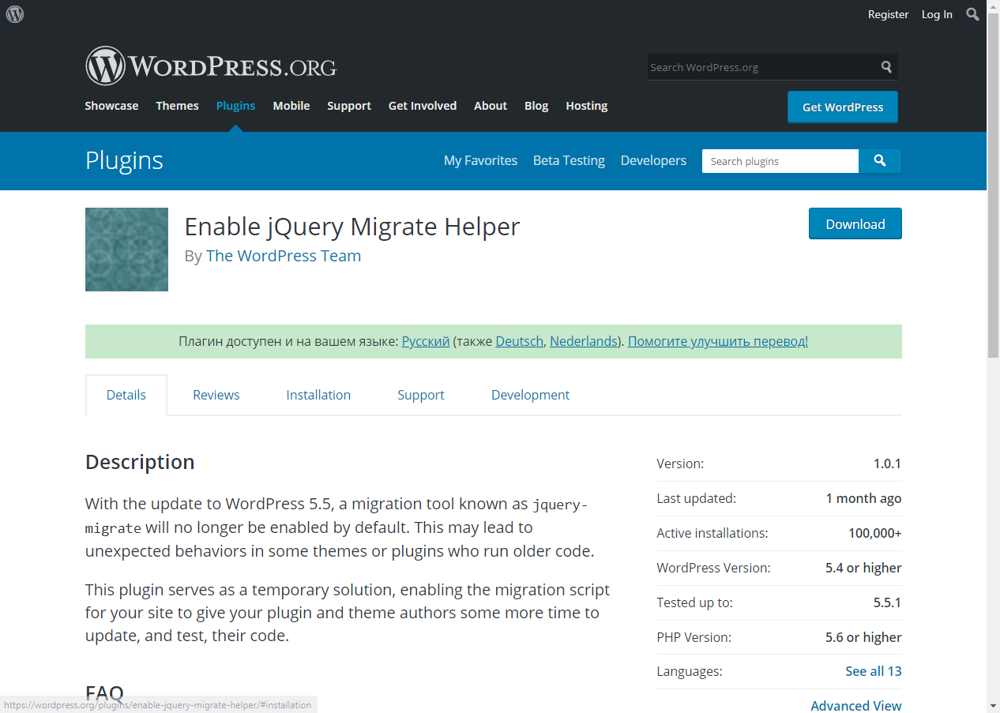 Register Log In
WORDPRESS.ORG
Search WordPress.org
Showcase Themes Plugins Mobile Support Get Involved About Blog Hosting
Get WordPress
Plugins
My Favorites Beta Testing Developers
Search plugins
Enable jQuery Migrate Helper
Download
By The WordPress Team
Плагин доступен и на вашем языке: Русский (также Deutsch, Nederlands). Помогите улучшить перевод!
Details Reviews Installation Support Development
Description
With the update to WordPress 5.5, a migration tool known as jquery-
migrate will no longer be enabled by default. This may lead to
unexpected behaviors in some themes or plugins who run older code.
This plugin serves as a temporary solution, enabling the migration script
for your site to give your plugin and theme authors some more time to
update, and test, their code.
FAQ
Version: 1.0.1
Last updated: 1 month ago
Active installations: 100,000+
WordPress Version: 5.4 or higher
Tested up to: 5.5.1
PHP Version: 5.6 or higher
Languages: See all 13
Advanced View
https://wordpress.org/plugins/enable-jquery-migrate-helper/#installation